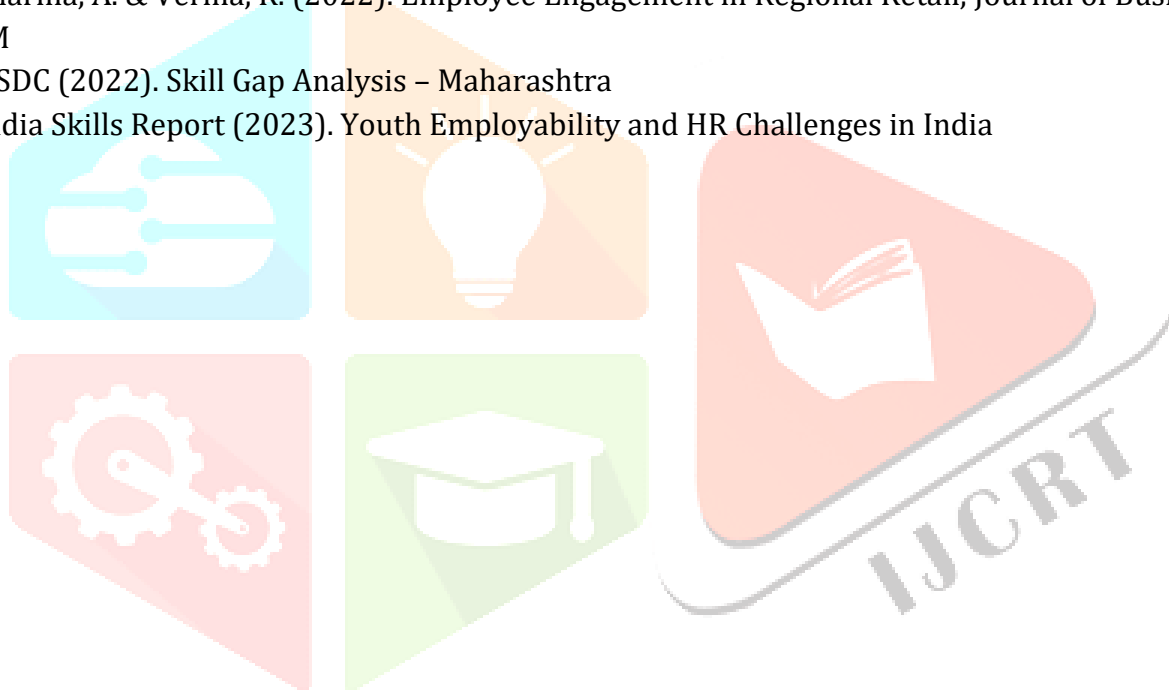 arma, A. & Verma, R. (2022). Employee Engagement in Regional Retail, Journal of Busi
M
SDC (2022). Skill Gap Analysis – Maharashtra
dia Skills Report (2023). Youth Employability and HR Challenges in India
IJCRT